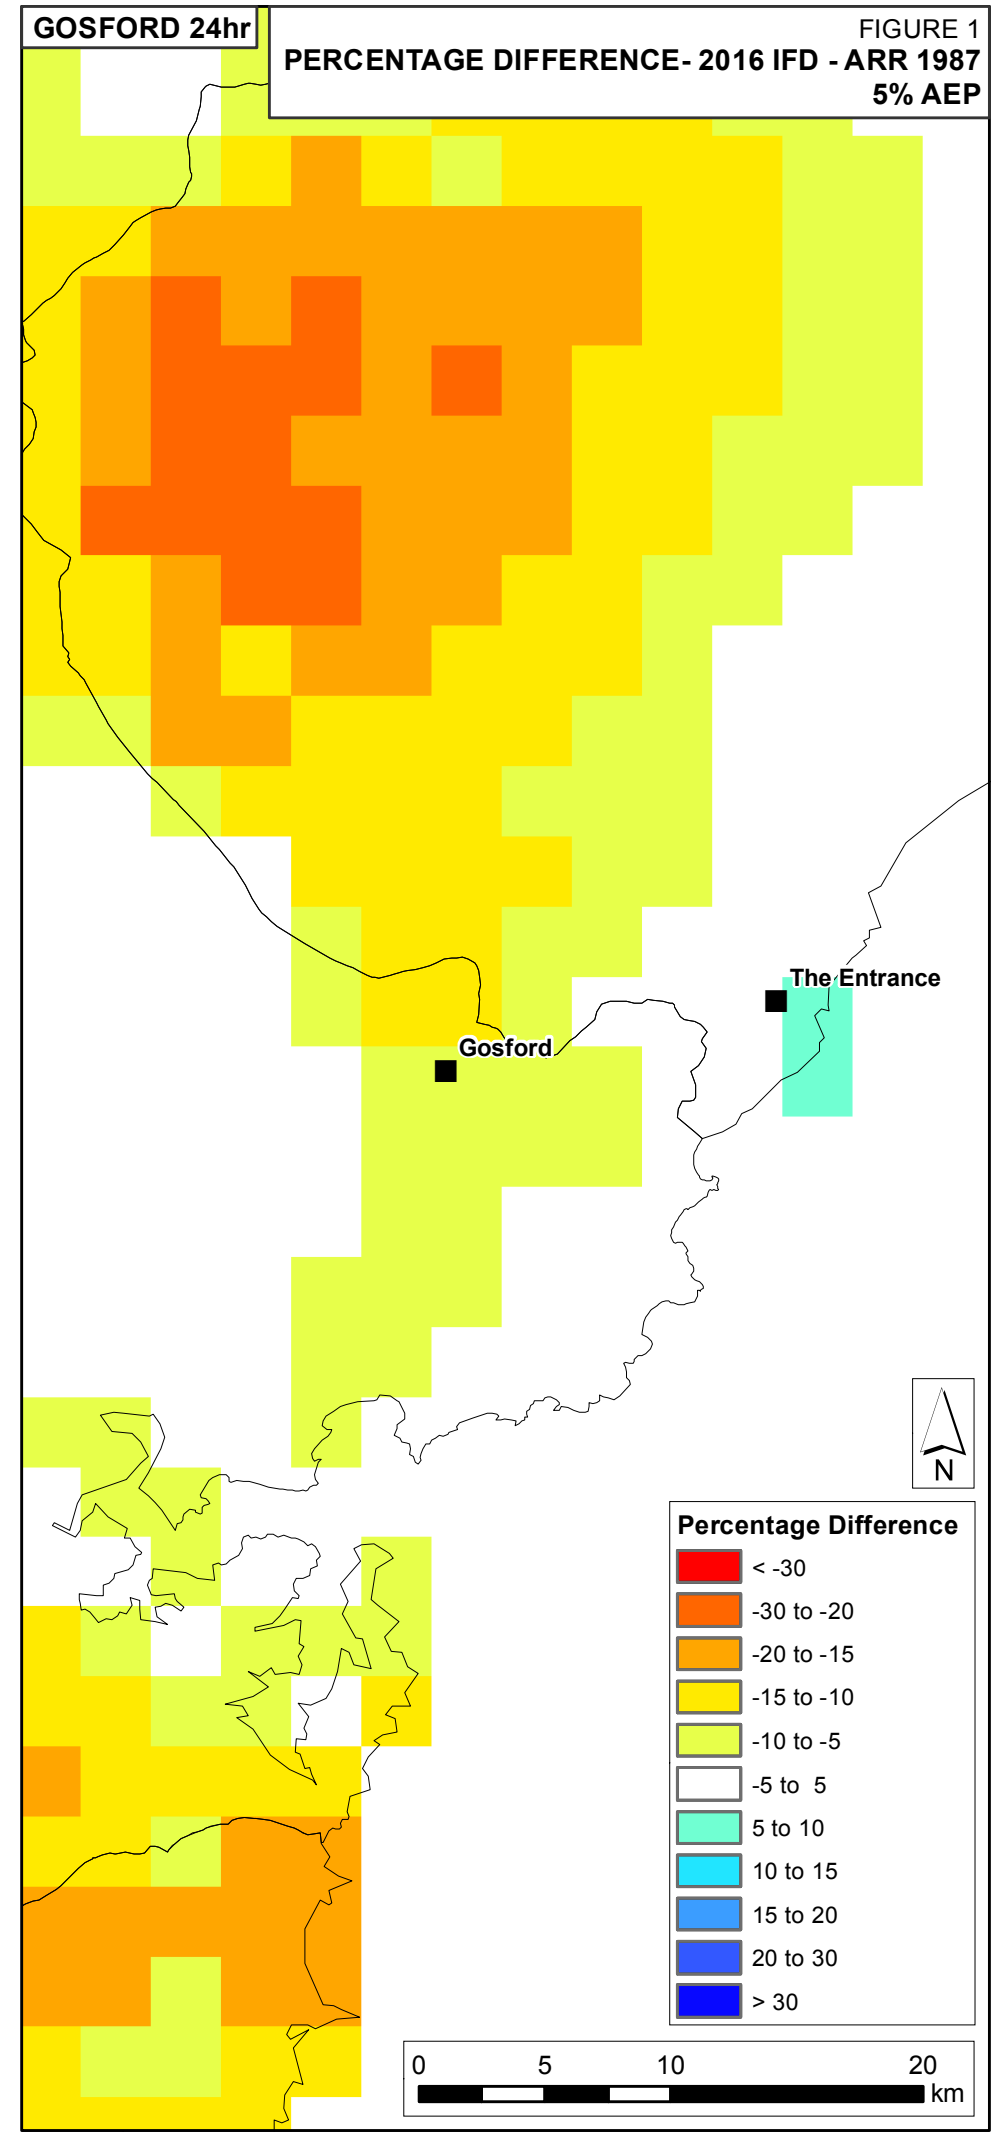 GOSFORD 24hr
FIGURE 1
PERCENTAGE DIFFERENCE- 2016 IFD - ARR 1987
5% AEP
The Entrance
Gosford
N
Percentage Difference
< -30
-30 to -20
-20 to -15
-15 to -10
-10 to -5
-5 to 5
5 to 10
10 to 15
15 to 20
20 to 30
> 30
0 5 10 20
km